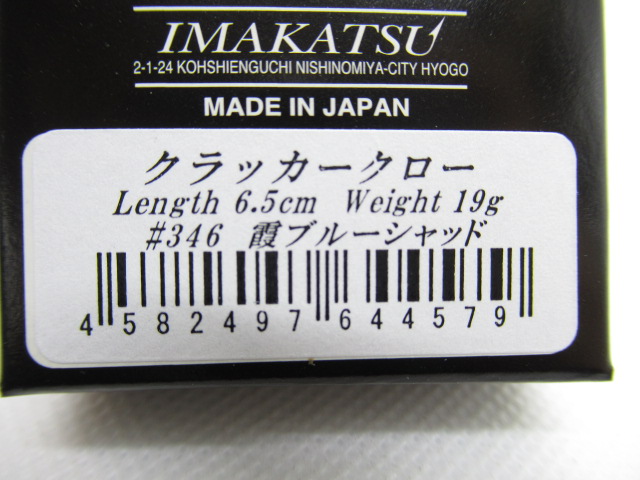 IMAKATSU
2-1-24 KOHSHIENGUCHI NISHINOMIYA-CITY HYOGO
MADE IN JAPAN
クラッカークロー
Length 6.5cm Weight 19g
#346 霞ブルーシャッド
4 582497 644579